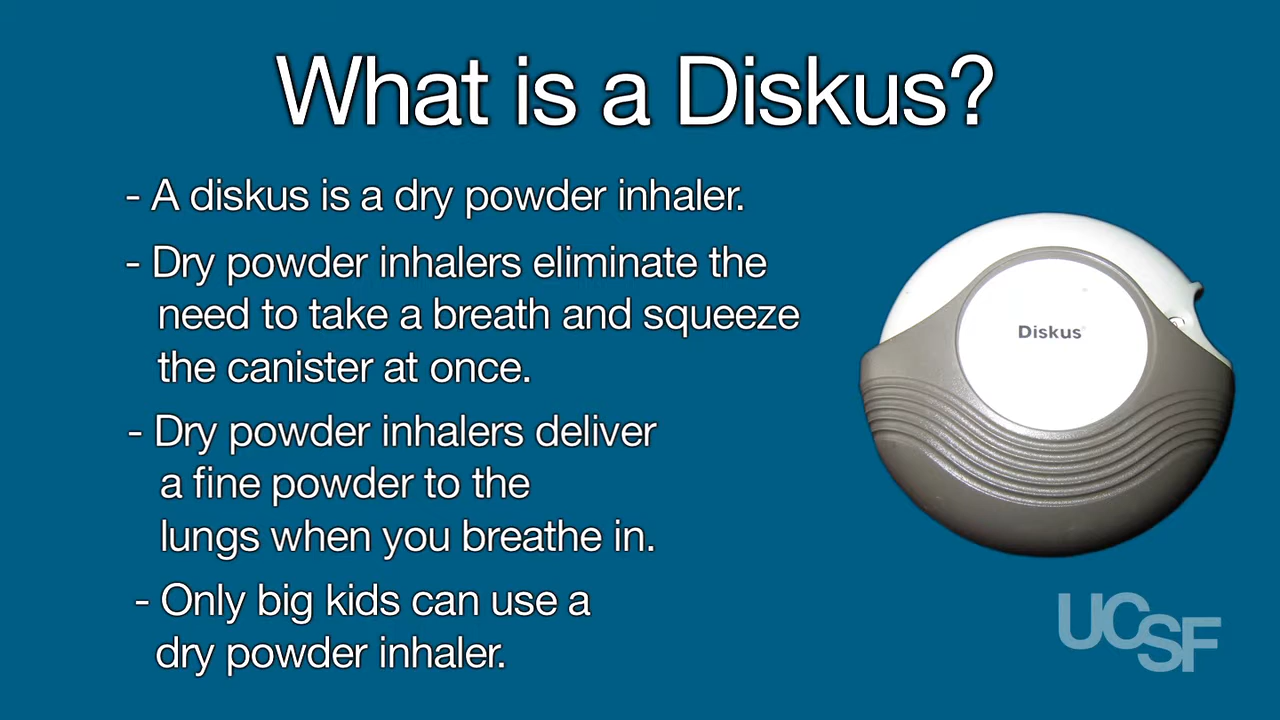 What is a Diskus?
- A diskus is a dry powder inhaler.
- Dry powder inhalers eliminate the
need to take a breath and squeeze
the canister at once.
Diskus
- Dry powder inhalers deliver
a fine powder to the
lungs when you breathe in.
- Only big kids can use a
dry powder inhaler.
UCSF